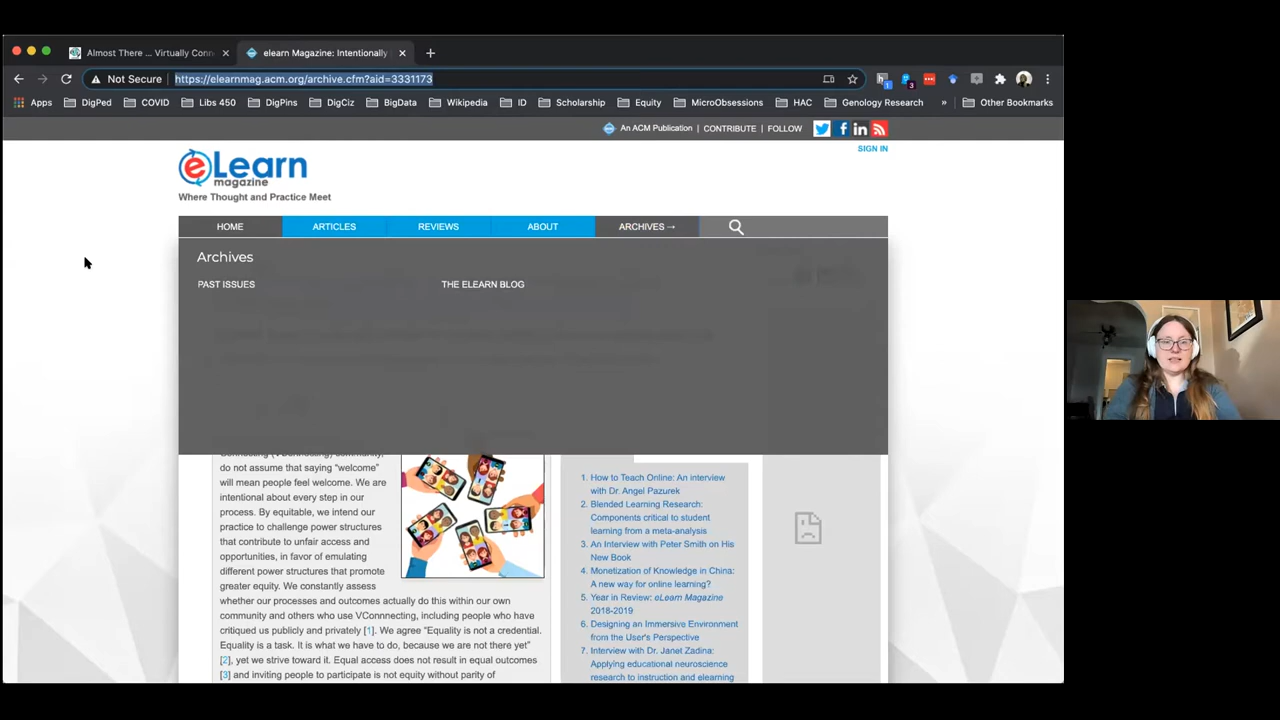 Almost There ... Virtually Conn
elearn Magazine: Intentionally
Not Secure
https://elearnmag.acm.org/archive.cfm?aid=3331173
1
3
Apps DigPed COVID Libs 450 DigPins DigCiz BigData Wikipedia ID Scholarship Equity MicroObsessions HAC Genology Research » Other Bookmarks
An ACM Publication | CONTRIBUTE | FOLLOW
SIGN IN
eLearn
magazine
Where Thought and Practice Meet
HOME ARTICLES REVIEWS ABOUT ARCHIVES→
Archives
PAST ISSUES THE ELEARN BLOG
do not assume that saying “welcome”
will mean people feel welcome. We are
intentional about every step in our
process. By equitable, we intend our
practice to challenge power structures
that contribute to unfair access and
opportunities, in favor of emulating
different power structures that promote
greater equity. We constantly assess
whether our processes and outcomes actually do this within our own
community and others who use VConnnecting, including people who have
critiqued us publicly and privately [1]. We agree “Equality is not a credential.
Equality is a task. It is what we have to do, because we are not there yet”
[2], yet we strive toward it. Equal access does not result in equal outcomes
[3] and inviting people to participate is not equity without parity of
1. How to Teach Online: An interview
with Dr. Angel Pazurek
2. Blended Learning Research:
Components critical to student
learning from a meta-analysis
3. An Interview with Peter Smith on His
New Book
4. Monetization of Knowledge in China:
A new way for online learning?
5. Year in Review: eLearn Magazine
2018-2019
6. Designing an Immersive Environment
from the User's Perspective
7. Interview with Dr. Janet Zadina:
Applying educational neuroscience
research to instruction and elearning